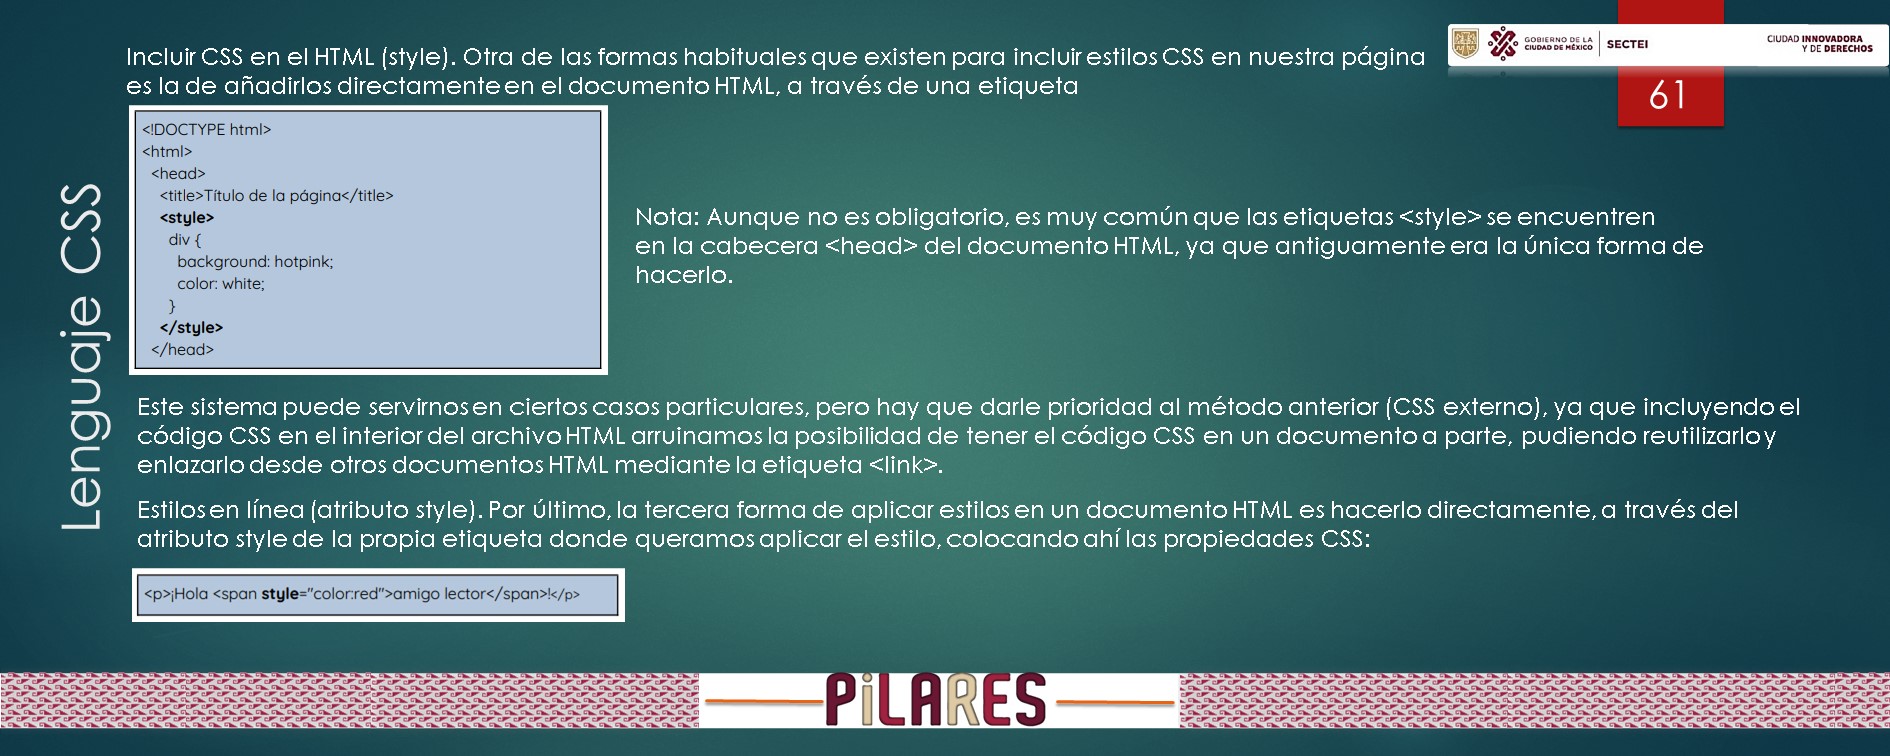 Incluir CSS en el HTML (style). Otra de las formas habituales que existen para incluir estilos CSS en nuestra página
es la de añadirlos directamente en el documento HTML, a través de una etiqueta
GOBIERNO DE LA
CIUDAD DE MÉXICO
SECTEI
CIUDAD INNOVADORA
Y DE DERECHOS
61
Lenguaje CSS
<!DOCTYPE html>
<html>
<head>
<title>Título de la página</title>
<style>
div {
background: hotpink;
color: white;
}
</style>
</head>
Nota: Aunque no es obligatorio, es muy común que las etiquetas <style> se encuentren
en la cabecera <head> del documento HTML, ya que antiguamente era la única forma de
hacerlo.
Este sistema puede servirnos en ciertos casos particulares, pero hay que darle prioridad al método anterior (CSS externo), ya que incluyendo el
código CSS en el interior del archivo HTML arruinamos la posibilidad de tener el código CSS en un documento a parte, pudiendo reutilizarlo y
enlazarlo desde otros documentos HTML mediante la etiqueta <link>.
Estilos en línea (atributo style). Por último, la tercera forma de aplicar estilos en un documento HTML es hacerlo directamente, a través del
atributo style de la propia etiqueta donde queramos aplicar el estilo, colocando ahí las propiedades CSS:
<p>¡Hola <span style="color:red">amigo lector</span>!</p>
PiLARES